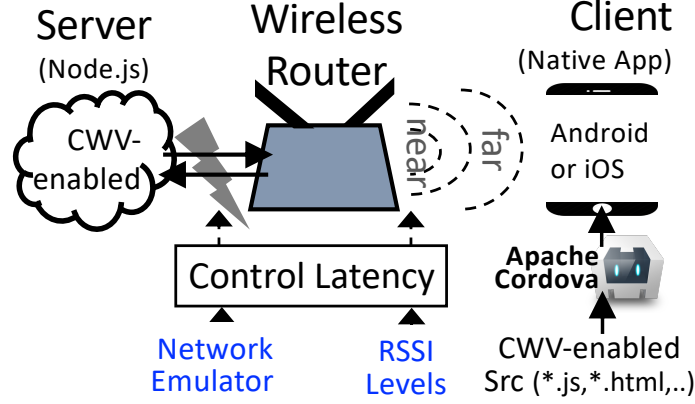 Server
(Node.js)
CWV-
enabled
Wireless
Router
near
far
Client
(Native App)
Android
or iOS
Control Latency
Network
Emulator
RSSI
Levels
Apache
Cordova
CWV-enabled
Src (*.js,*.html,..)